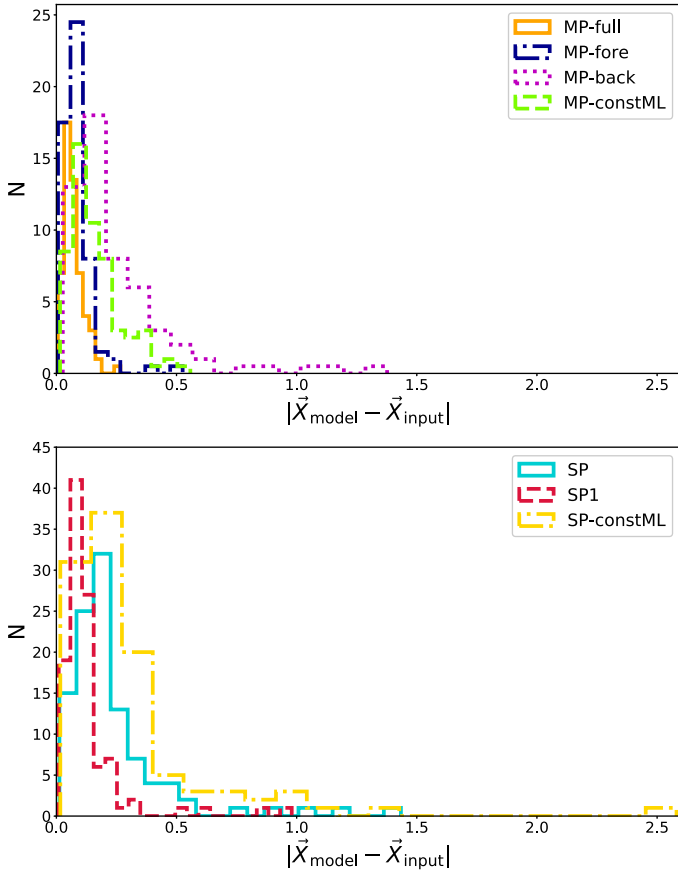 25
20
15
10
5
0
N
MP-full
MP-fore
MP-back
MP-constML
0.0 0.5 1.0 1.5 2.0 2.5
|X⃗model − X⃗input|
45
40
35
30
25
20
15
10
5
0
N
SP
SP1
SP-constML
0.0 0.5 1.0 1.5 2.0 2.5
|X⃗model − X⃗input|